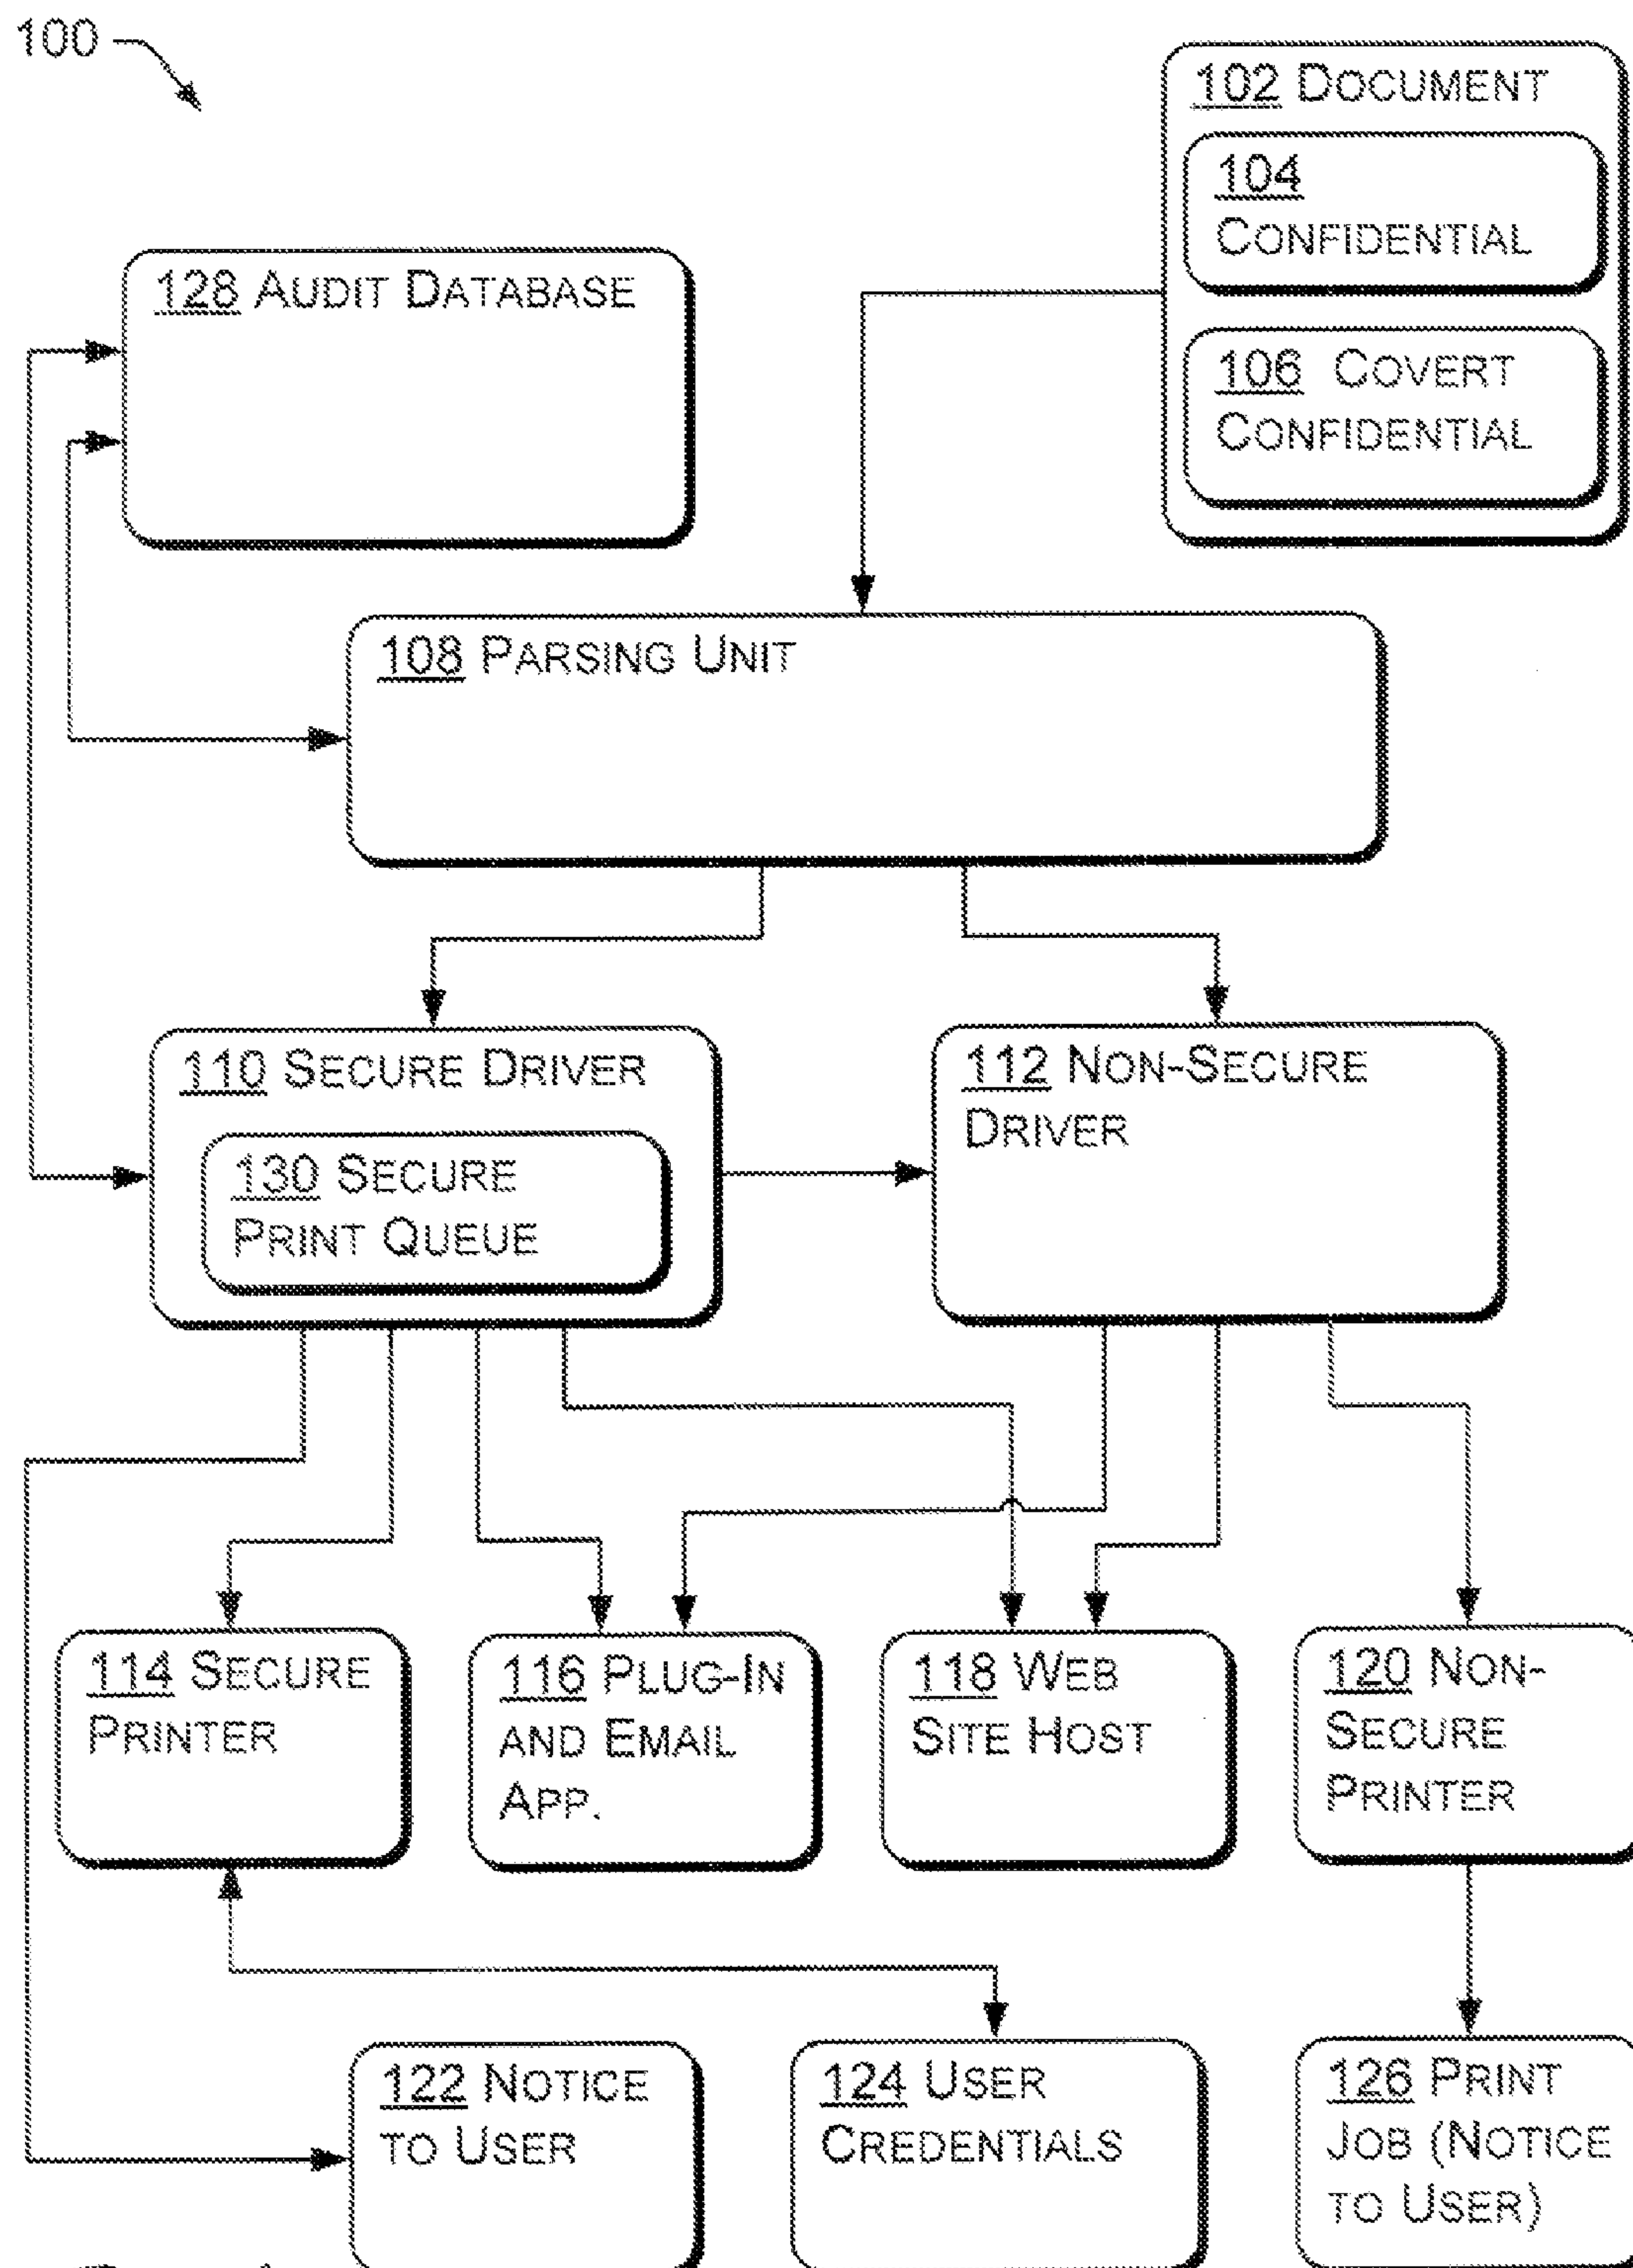 100
102 DOCUMENT
104
CONFIDENTIAL
106 COVERT
CONFIDENTIAL
128 AUDIT DATABASE
108 PARSING UNIT
110 SECURE DRIVER
130 SECURE
PRINT QUEUE
112 NON-SECURE
DRIVER
114 SECURE
PRINTER
116 PLUG-IN
AND EMAIL
APP.
118 WEB
SITE HOST
120 NON-
SECURE
PRINTER
122 NOTICE
TO USER
124 USER
CREDENTIALS
126 PRINT
JOB (NOTICE
TO USER)